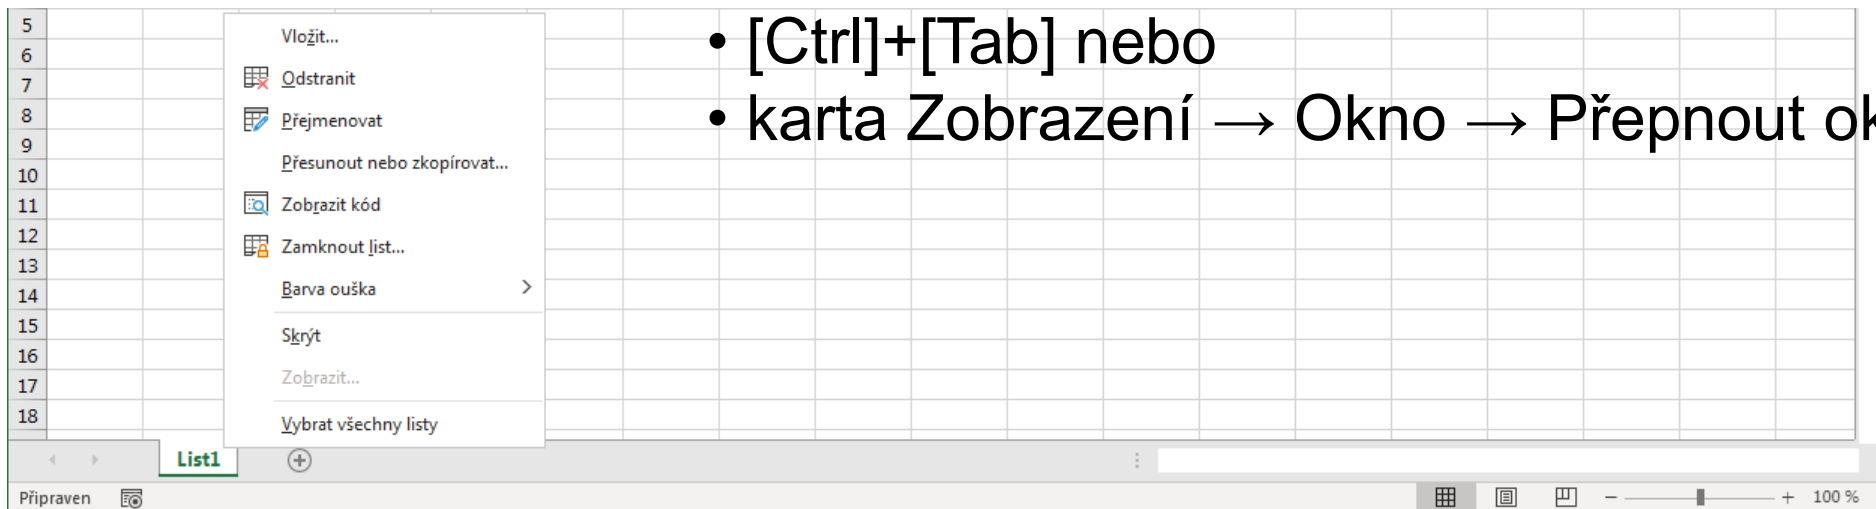 5
6
7
8
9
10
11
12
13
14
15
16
17
18
Vložit...
Odstranit
Přejmenovat
Přesunout nebo zkopírovat...
Zobrazit kód
Zamknout list...
Barva ouška
Skrýt
Zobrazit...
Vybrat všechny listy
• [Ctrl]+[Tab] nebo
• karta Zobrazení → Okno → Přepnout ok
List1
Připraven
100 %